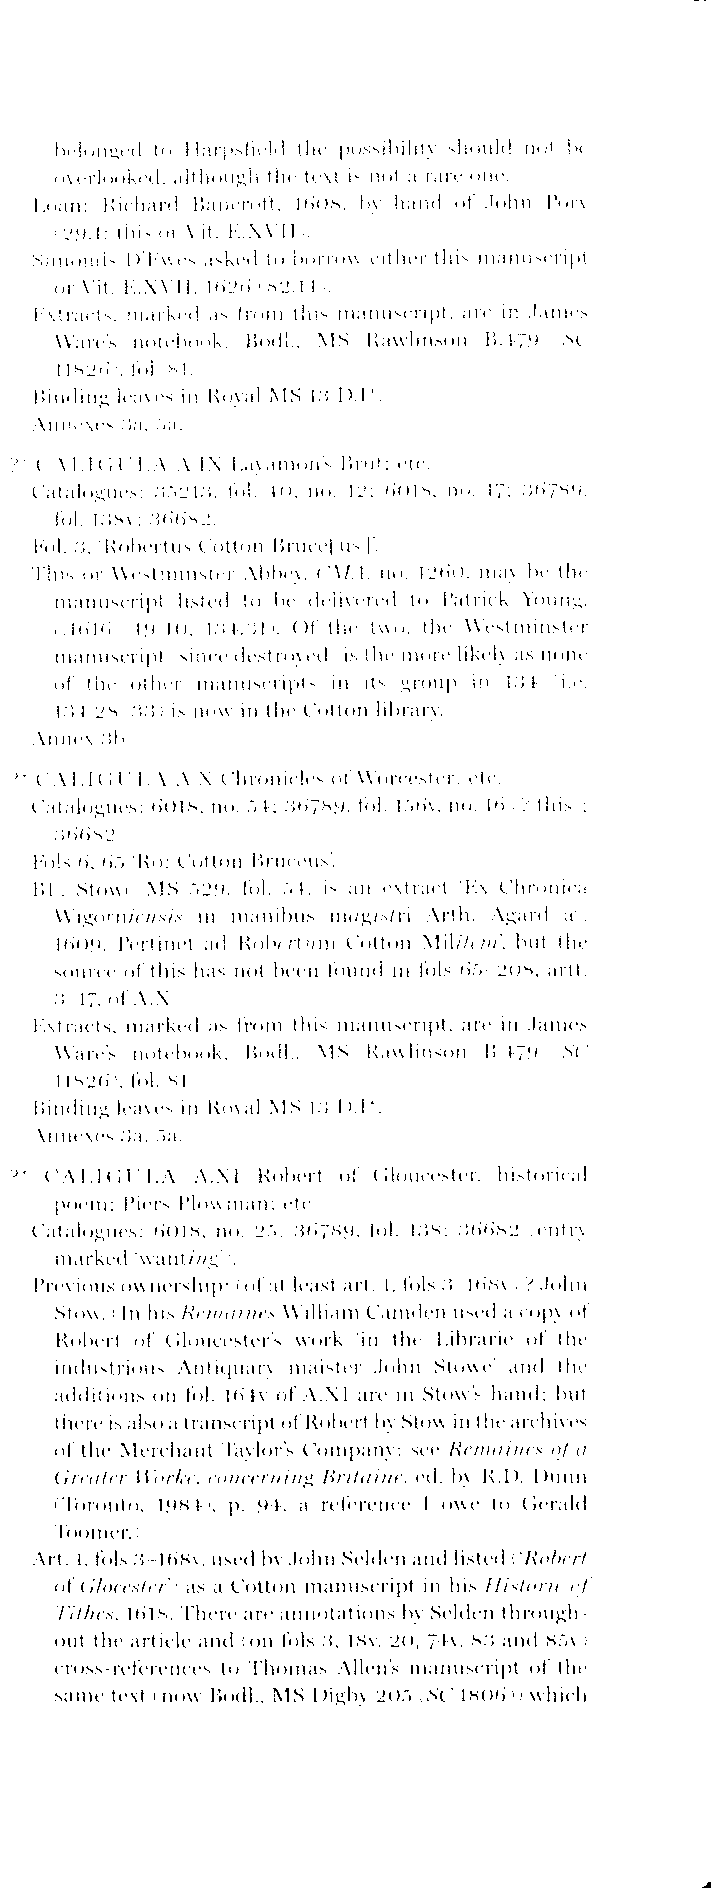 belonged to Harpsfield the possibility should not be
overlooked, although the text is not a rare one.
Loan: Richard Bancroft, 1608, by hand of John Pory
(29.1: this or Vit. E.XVII).
Simonds D'Ewes asked to borrow either this manuscript
or Vit. E.XVII, 1626 (82.14).
Extracts, marked as from this manuscript, are in James
Ware's notebook, Bodl., MS Rawlinson B.479 (SC
11826), fol. 81.
Binding leaves in Royal MS 13 D.I*.
Annexes 3a, 5a.
CALIGULA A.IX Layamon's Brut; etc.
Catalogues: 35213, fol. 40, no. 12; 6018, no. 47; 36789,
fol. 138v; 36682.
Fol. 3, 'Robertus Cotton Bruce[us]'.
This or Westminster Abbey, CMA, no. 1260, may be the
manuscript listed to be delivered to Patrick Young,
c.1616–19/40, 134.31). Of the two, the Westminster
manuscript (since destroyed) is the more likely as none
of the other manuscripts in its group in 134 (i.e.
134.28–33) is now in the Cotton library.
Annex 3b.
CALIGULA A.X Chronicles of Worcester, etc.
Catalogues: 6018, no. 54; 36789, fol. 156v, no. 16 (? this);
36682.
Fols 6, 65 'Ro: Cotton Bruceus'.
BL, Stowe MS 529, fol. 54, is an extract 'Ex Chronica
Wigorniensis in manibus magistri Arth. Agard a°.
1609. Pertinet ad Robertum Cotton Militem', but the
source of this has not been found in fols 65–208, artt.
3–17, of A.X.
Extracts, marked as from this manuscript, are in James
Ware's notebook, Bodl., MS Rawlinson B.479 (SC
11826), fol. 81.
Binding leaves in Royal MS 13 D.I*.
Annexes 3a, 5a.
CALIGULA A.XI Robert of Gloucester, historical
poem; Piers Plowman; etc.
Catalogues: 6018, no. 25; 36789, fol. 138; 36682 (entry
marked 'wanting').
Previous ownership: (of at least art. 1, fols 3–168v) ? John
Stow. (In his Remaines William Camden used a copy of
Robert of Gloucester's work 'in the Librarie of the
industrious Antiquary maister John Stowe' and the
additions on fol. 164v of A.XI are in Stow's hand; but
there is also a transcript of Robert by Stow in the archives
of the Merchant Taylor's Company: see Remaines of a
Greater Worke, concerning Britaine, ed. by R.D. Dunn
(Toronto, 1984), p. 94, a reference I owe to Gerald
Toomer.)
Art. 1, fols 3–168v, used by John Selden and listed ('Robert
of Glocester') as a Cotton manuscript in his Historn of
Tithes, 1618. There are annotations by Selden through-
out the article and (on fols 3, 18v, 20, 74v, 83 and 85v)
cross-references to Thomas Allen's manuscript of the
same text (now Bodl., MS Digby 205 (SC 1806)) which